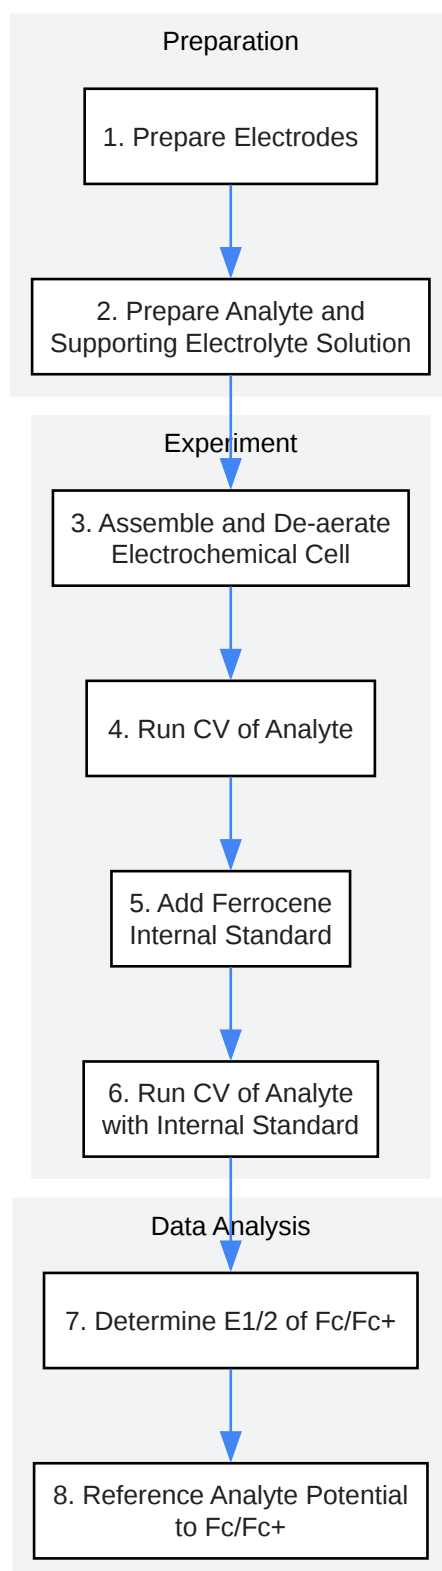 Preparation
1. Prepare Electrodes
2. Prepare Analyte and
Supporting Electrolyte Solution
Experiment
3. Assemble and De-aerate
Electrochemical Cell
4. Run CV of Analyte
5. Add Ferrocene
Internal Standard
6. Run CV of Analyte
with Internal Standard
Data Analysis
7. Determine E1/2 of Fc/Fc+
8. Reference Analyte Potential
to Fc/Fc+